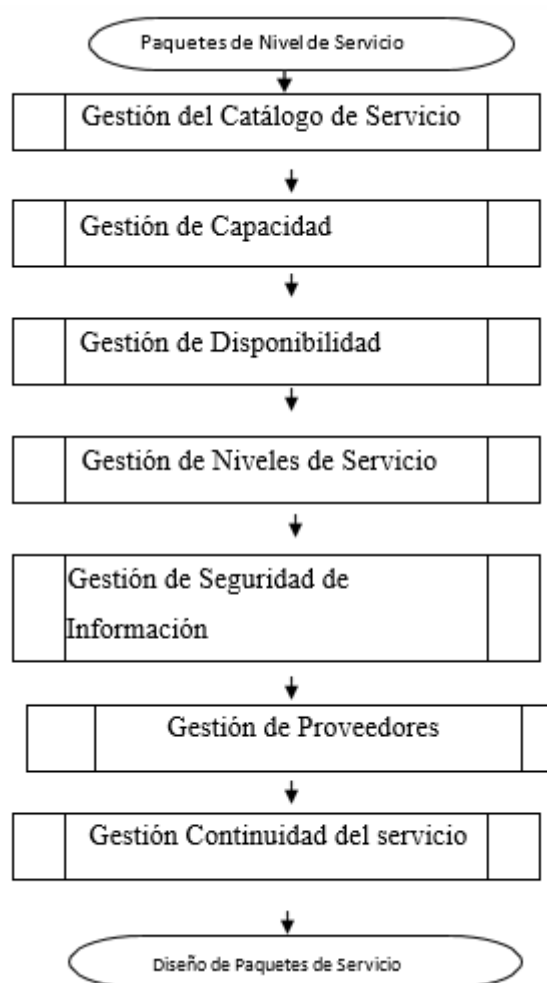 Paquetes de Nivel de Servicio
Gestión del Catálogo de Servicio
Gestión de Capacidad
Gestión de Disponibilidad
Gestión de Niveles de Servicio
Gestión de Seguridad de
Información
Gestión de Proveedores
Gestión Continuidad del servicio
Diseño de Paquetes de Servicio